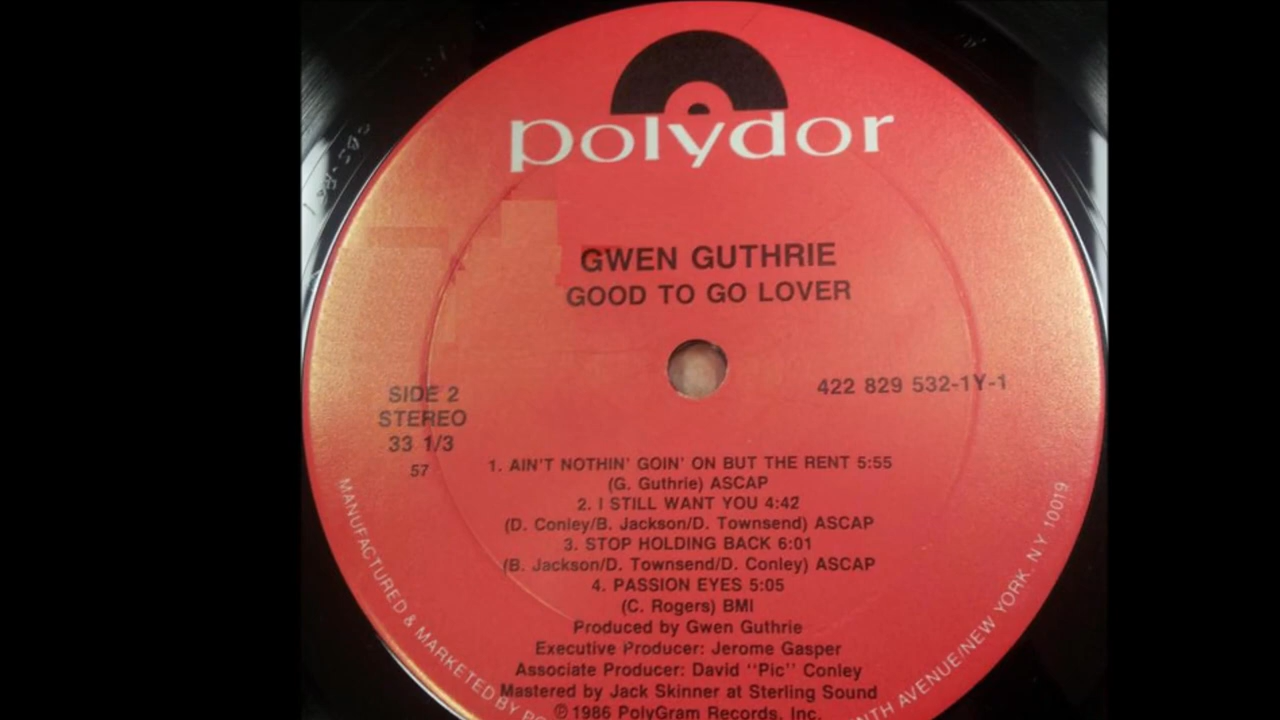 polydor
GWEN GUTHRIE
GOOD TO GO LOVER
SIDE 2
STEREO
33 1/3
57
422 829 532-1Y-1
1. AIN'T NOTHIN' GOIN' ON BUT THE RENT 5:55
(G. Guthrie) ASCAP
2. I STILL WANT YOU 4:42
(D. Conley/B. Jackson/D. Townsend) ASCAP
3. STOP HOLDING BACK 6:01
(B. Jackson/D. Townsend/D. Conley) ASCAP
4. PASSION EYES 5:05
(C. Rogers) BMI
Produced by Gwen Guthrie
Executive Producer: Jerome Gasper
Associate Producer: David "Pic" Conley
Mastered by Jack Skinner at Sterling Sound
℗ 1986 PolyGram Records, Inc.
MANUFACTURED & MARKETED BY
AVENUE/NEW YORK, N.Y. 10019